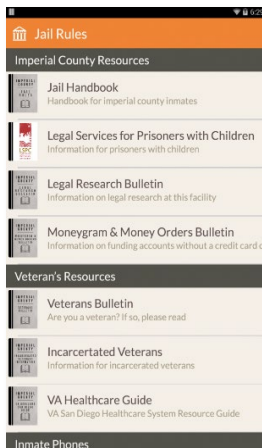 6:29
Jail Rules
Imperial County Resources
Jail Handbook
Handbook for imperial county inmates
LSPC
Legal Services for Prisoners with Children
Information for prisoners with children
Legal Research Bulletin
Information on legal research at this facility
Moneygram & Money Orders Bulletin
Information on funding accounts without a credit card o
Veteran's Resources
Veterans Bulletin
Are you a veteran? If so, please read
Incarcertated Veterans
Information for incarcerated veterans
VA Healthcare Guide
VA San Diego Healthcare System Resource Guide
Inmate Phones